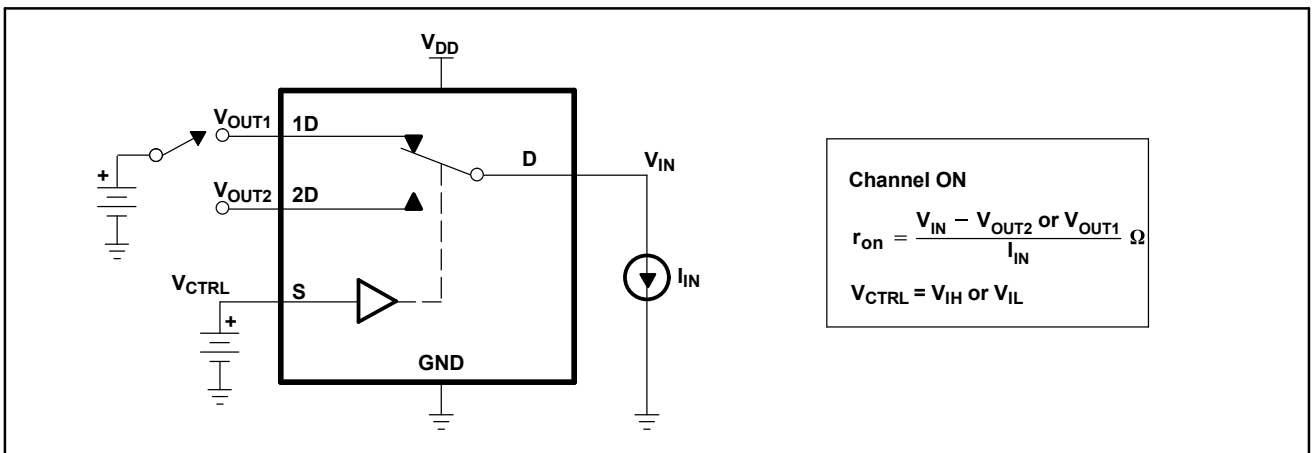 V_DD
V_OUT1 1D
D V_IN
+
V_OUT2 2D
I_IN
V_CTRL S
+
GND
Channel ON
r_on = (V_IN − V_OUT2 or V_OUT1) / I_IN Ω
V_CTRL = V_IH or V_IL